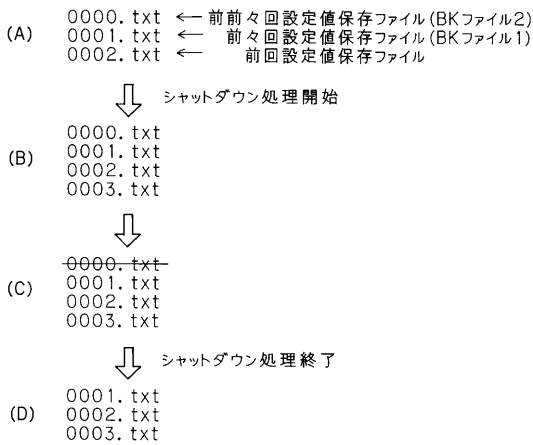 (A)
0000.txt ← 前前々回設定値保存ファイル(BKファイル2)
0001.txt ← 前々回設定値保存ファイル(BKファイル1)
0002.txt ← 前回設定値保存ファイル
シャットダウン処理開始
(B)
0000.txt
0001.txt
0002.txt
0003.txt
(C)
0000.txt
0001.txt
0002.txt
0003.txt
シャットダウン処理終了
(D)
0001.txt
0002.txt
0003.txt